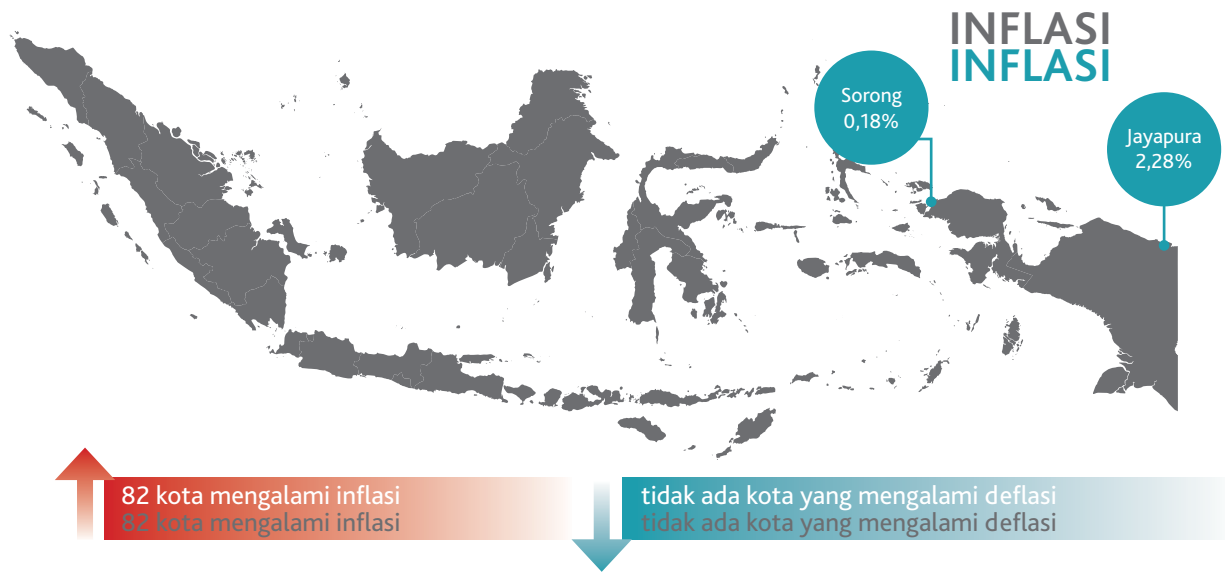 INFLASI
INFLASI
Sorong
0,18%
Jayapura
2,28%
82 kota mengalami inflasi
82 kota mengalami inflasi
tidak ada kota yang mengalami deflasi
tidak ada kota yang mengalami deflasi